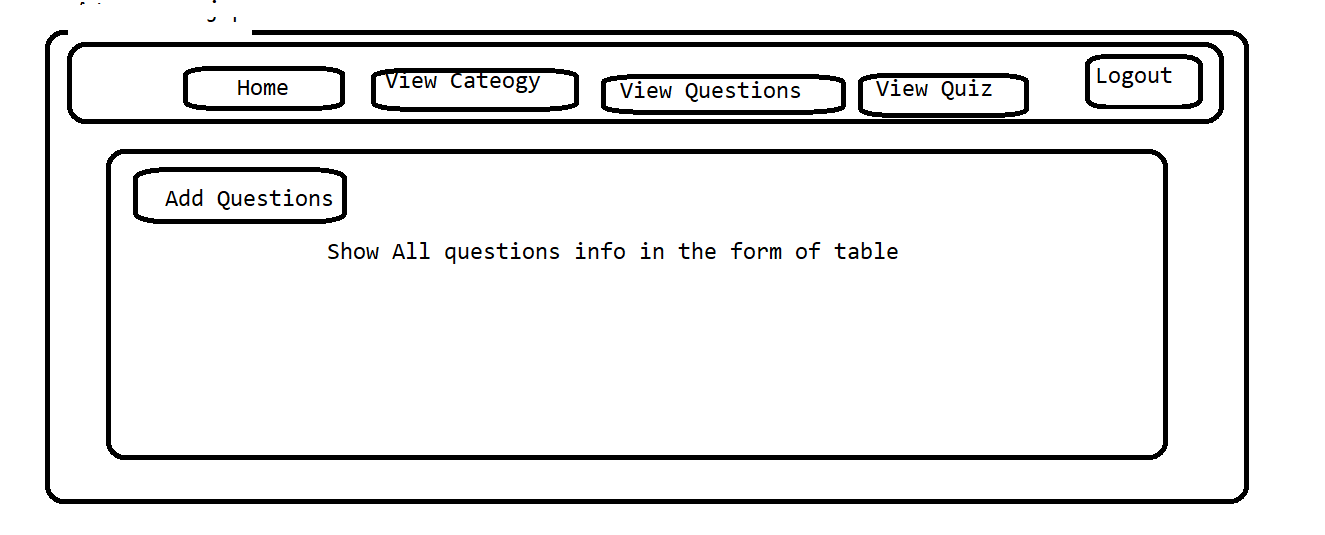 Home
View Cateogy
View Questions
View Quiz
Logout
Add Questions
Show All questions info in the form of table